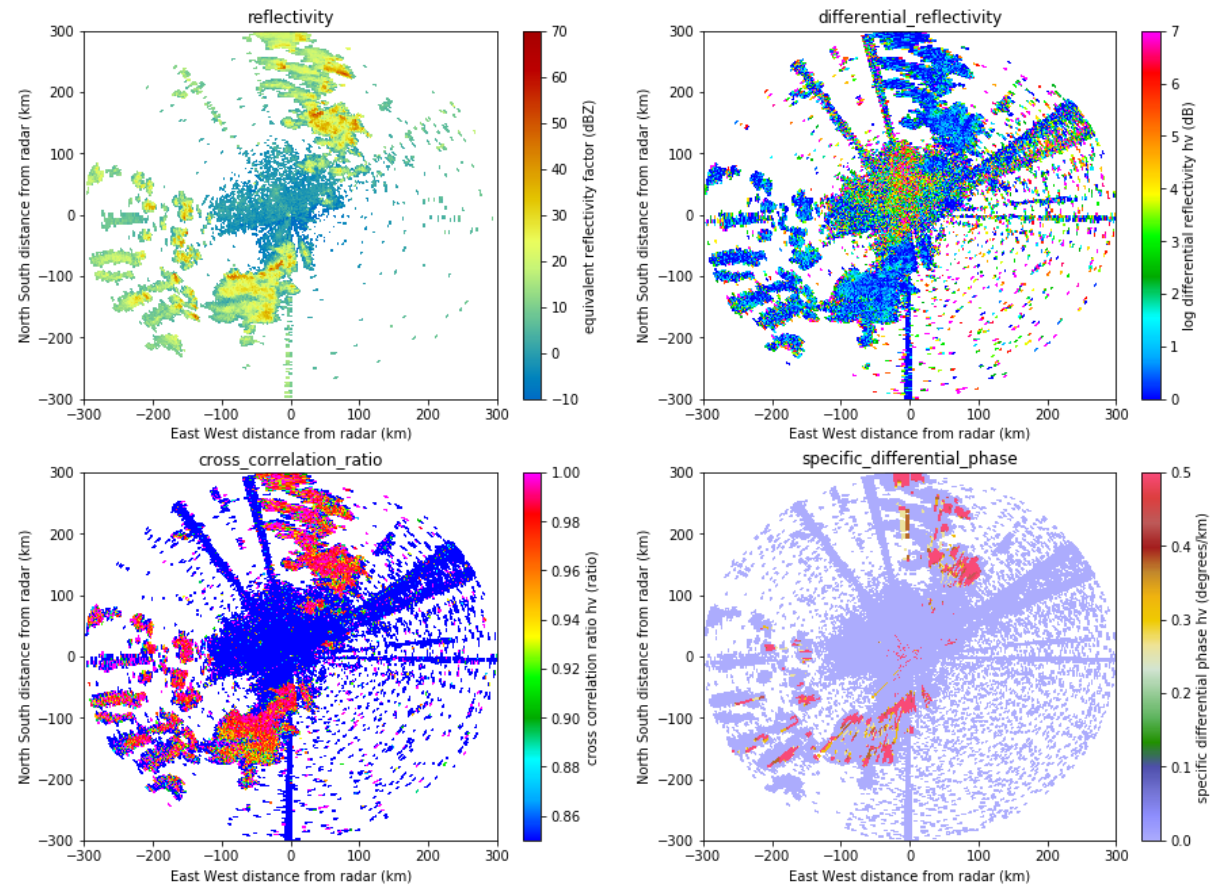 reflectivity
300
200
100
0
−100
−200
−300
−300 −200 −100 0 100 200 300
North South distance from radar (km)
East West distance from radar (km)
70
60
50
40
30
20
10
0
−10
equivalent reflectivity factor (dBZ)
differential_reflectivity
300
200
100
0
−100
−200
−300
−300 −200 −100 0 100 200 300
North South distance from radar (km)
East West distance from radar (km)
7
6
5
4
3
2
1
0
log differential reflectivity hv (dB)
cross_correlation_ratio
300
200
100
0
−100
−200
−300
−300 −200 −100 0 100 200 300
North South distance from radar (km)
East West distance from radar (km)
1.00
0.98
0.96
0.94
0.92
0.90
0.88
0.86
cross correlation ratio hv (ratio)
specific_differential_phase
300
200
100
0
−100
−200
−300
−300 −200 −100 0 100 200 300
North South distance from radar (km)
East West distance from radar (km)
0.5
0.4
0.3
0.2
0.1
0.0
specific differential phase hv (degrees/km)